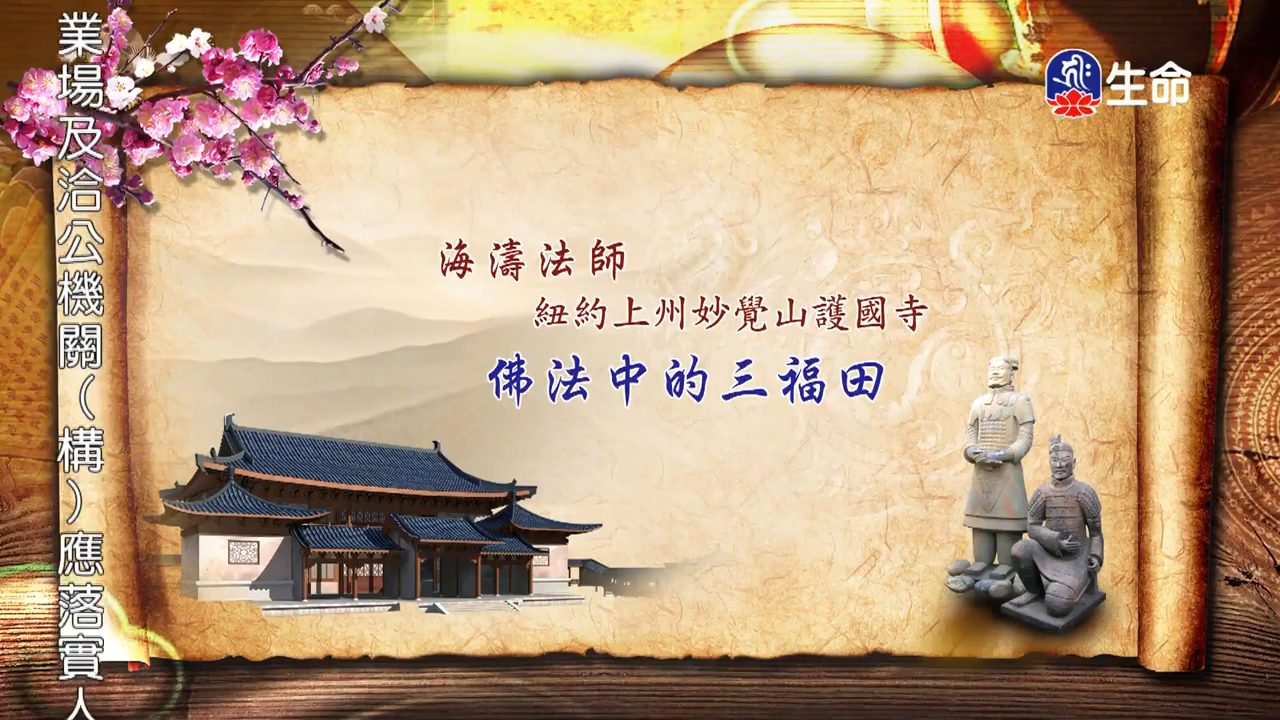 生命
海濤法師
紐約上州妙覺山護國寺
佛法中的三福田
業場及洽公機關（構）應落實人